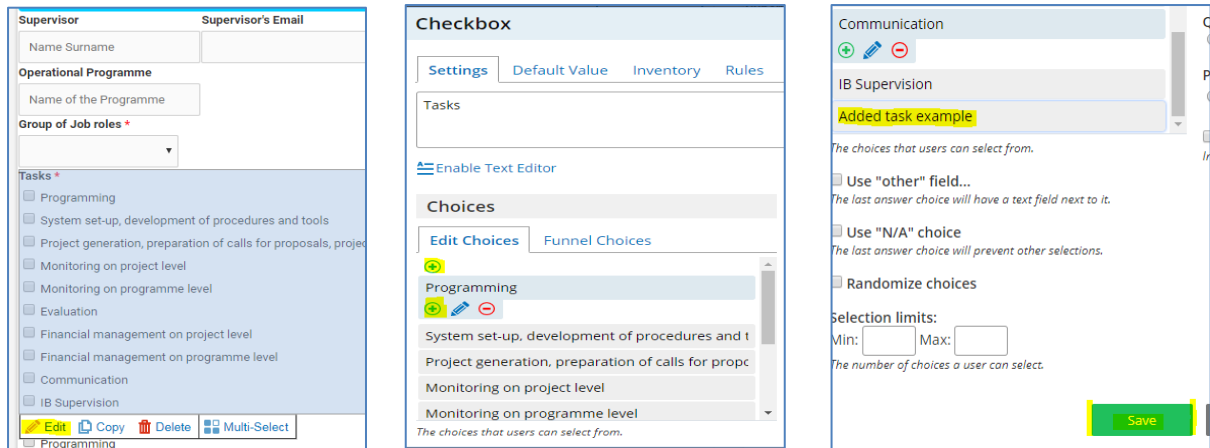 Supervisor Supervisor's Email
Name Surname
Operational Programme
Name of the Programme
Group of Job roles *
Tasks *
Programming
System set-up, development of procedures and tools
Project generation, preparation of calls for proposals, projec
Monitoring on project level
Monitoring on programme level
Evaluation
Financial management on project level
Financial management on programme level
Communication
IB Supervision
Edit Copy Delete Multi-Select
Programming
Checkbox
Settings Default Value Inventory Rules
Tasks
Enable Text Editor
Choices
Edit Choices Funnel Choices
Programming
System set-up, development of procedures and t
Project generation, preparation of calls for propo
Monitoring on project level
Monitoring on programme level
The choices that users can select from.
Communication
IB Supervision
Added task example
The choices that users can select from.
Use "other" field...
The last answer choice will have a text field next to it.
Use "N/A" choice
The last answer choice will prevent other selections.
Randomize choices
Selection limits:
Min: Max:
The number of choices a user can select.
Save